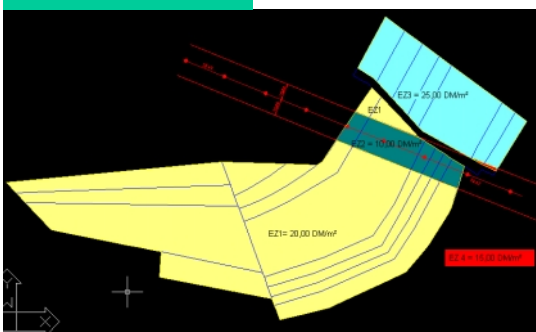 EZ3 = 25,00 DM/m²
EZ1
EZ2 = 10,00 DM/m²
EZ1= 20,00 DM/m²
EZ 4 = 15,00 DM/m²
X